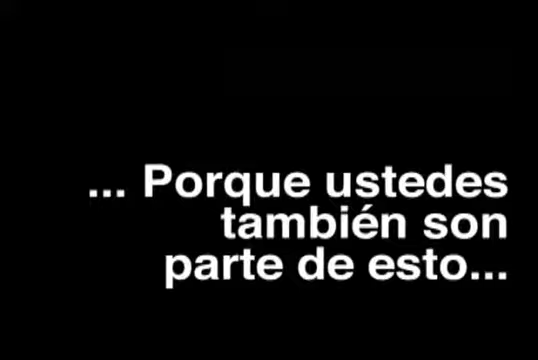 ... Porque ustedes
también son
parte de esto...